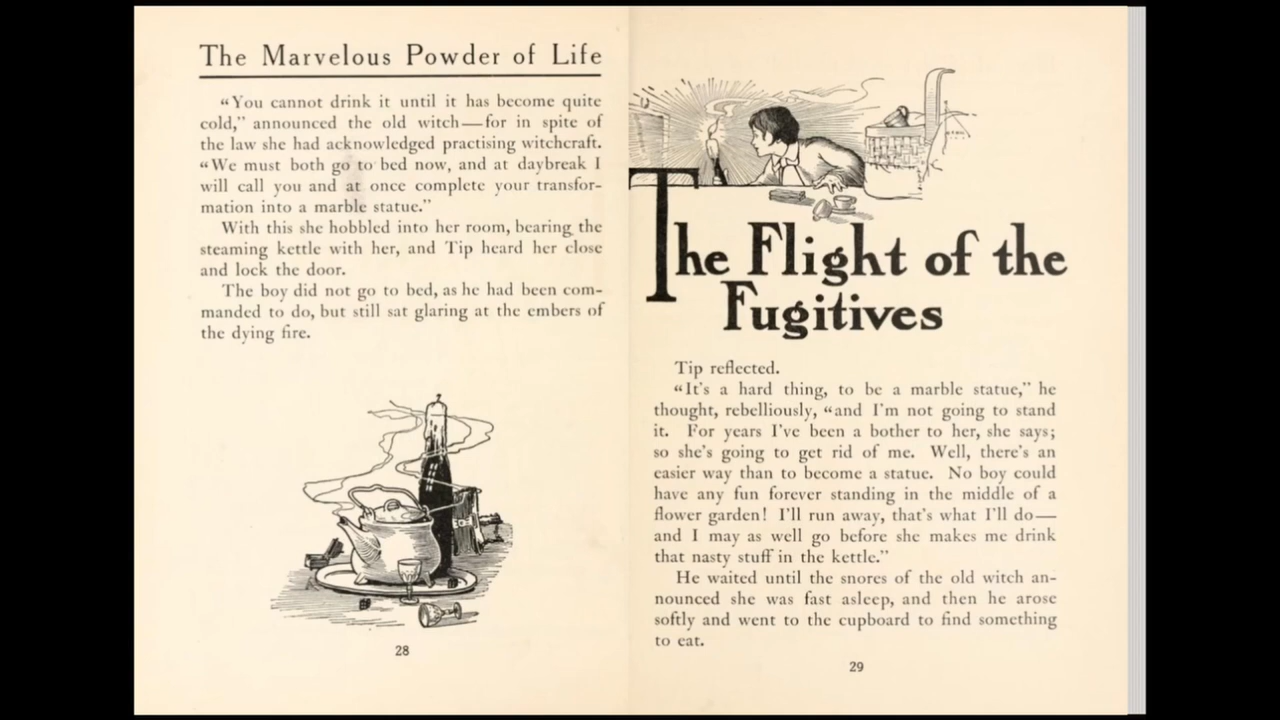 The Marvelous Powder of Life
“You cannot drink it until it has become quite
cold,” announced the old witch—for in spite of
the law she had acknowledged practising witchcraft.
“We must both go to bed now, and at daybreak I
will call you and at once complete your transfor-
mation into a marble statue.”
With this she hobbled into her room, bearing the
steaming kettle with her, and Tip heard her close
and lock the door.
The boy did not go to bed, as he had been com-
manded to do, but still sat glaring at the embers of
the dying fire.
28
The Flight of the
Fugitives
Tip reflected.
“It’s a hard thing, to be a marble statue,” he
thought, rebelliously, “and I’m not going to stand
it. For years I’ve been a bother to her, she says;
so she’s going to get rid of me. Well, there’s an
easier way than to become a statue. No boy could
have any fun forever standing in the middle of a
flower garden! I’ll run away, that’s what I’ll do—
and I may as well go before she makes me drink
that nasty stuff in the kettle.”
He waited until the snores of the old witch an-
nounced she was fast asleep, and then he arose
softly and went to the cupboard to find something
to eat.
29